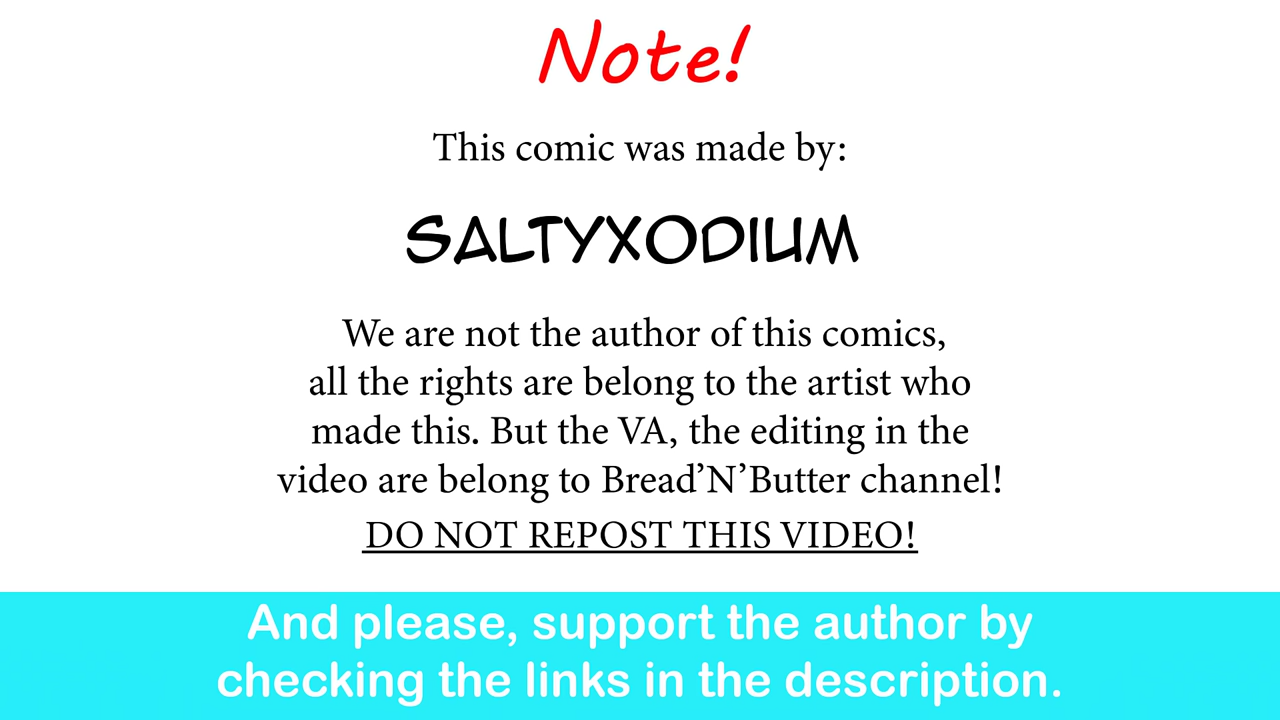 Note!
This comic was made by:
SALTYXODIUM
We are not the author of this comics,
all the rights are belong to the artist who
made this. But the VA, the editing in the
video are belong to Bread’N’Butter channel!
DO NOT REPOST THIS VIDEO!
And please, support the author by
checking the links in the description.